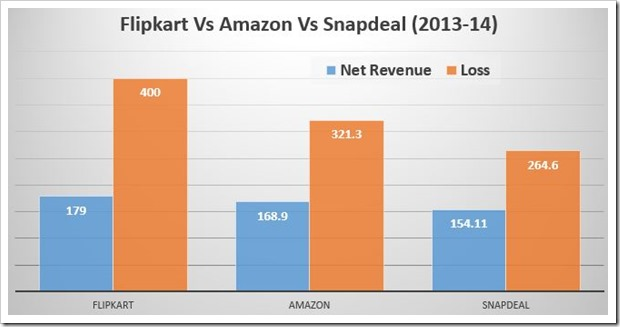 Flipkart Vs Amazon Vs Snapdeal (2013-14)
Net Revenue Loss
400
321.3
264.6
179
168.9
154.11
FLIPKART AMAZON SNAPDEAL